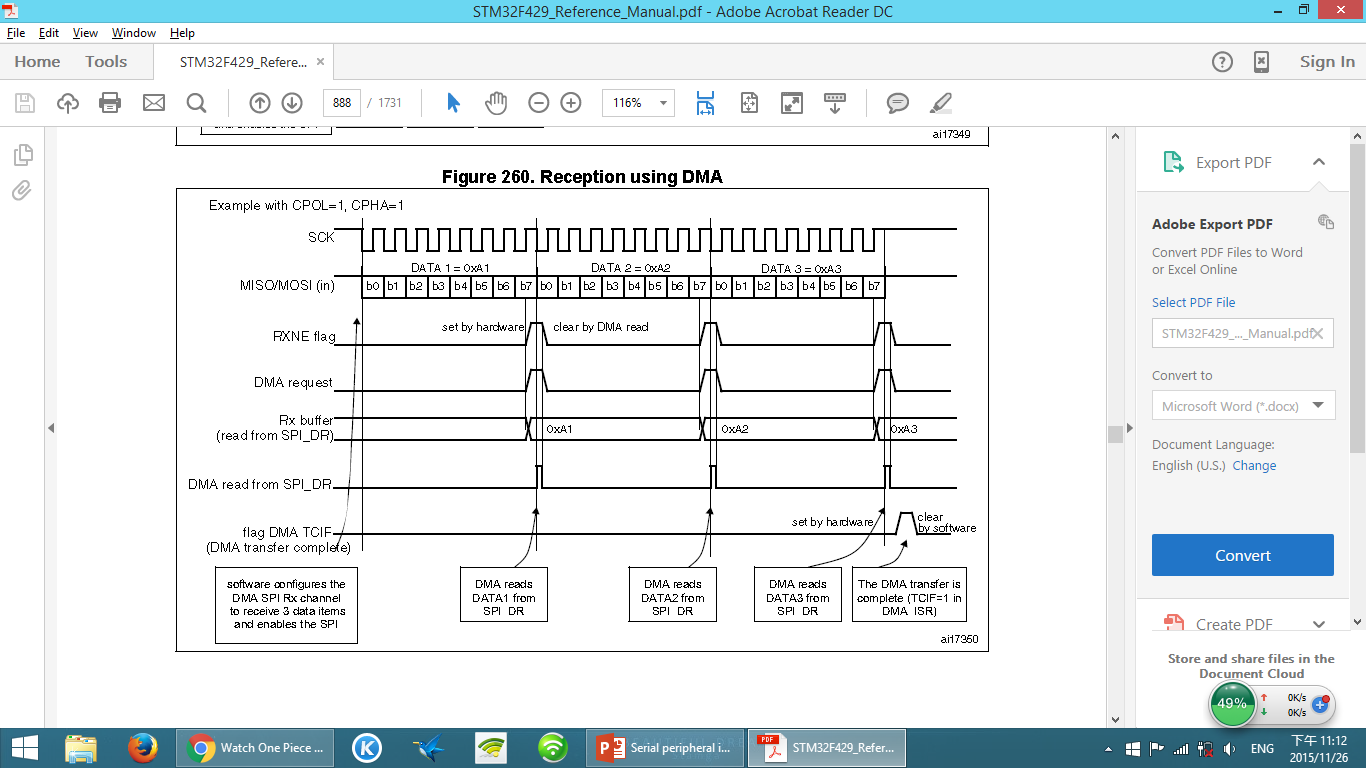 STM32F429_Reference_Manual.pdf - Adobe Acrobat Reader DC
File Edit View Window Help
Home Tools STM32F429_Refere... × Sign In
888 / 1731 116%
ai17349
Figure 260. Reception using DMA
Example with CPOL=1, CPHA=1
SCK
DATA 1 = 0xA1 DATA 2 = 0xA2 DATA 3 = 0xA3
MISO/MOSI (in) b0 b1 b2 b3 b4 b5 b6 b7 b0 b1 b2 b3 b4 b5 b6 b7 b0 b1 b2 b3 b4 b5 b6 b7
set by hardware clear by DMA read
RXNE flag
DMA request
Rx buffer
(read from SPI_DR)
0xA1 0xA2 0xA3
DMA read from SPI_DR
flag DMA TCIF
(DMA transfer complete)
set by hardware
clear
by software
software configures the
DMA SPI Rx channel
to receive 3 data items
and enables the SPI
DMA reads
DATA1 from
SPI_DR
DMA reads
DATA2 from
SPI_DR
DMA reads
DATA3 from
SPI_DR
The DMA transfer is
complete (TCIF=1 in
DMA_ISR)
ai17350
Export PDF
Adobe Export PDF
Convert PDF Files to Word
or Excel Online
Select PDF File
STM32F429_..._Manual.pdf
Convert to
Microsoft Word (*.docx)
Document Language:
English (U.S.) Change
Convert
Create PDF
Store and share files in the
Document Cloud
49% 0K/s
0K/s
Watch One Piece ... K Serial peripheral i... STM32F429_Refer...
ENG 下午 11:12
2015/11/26